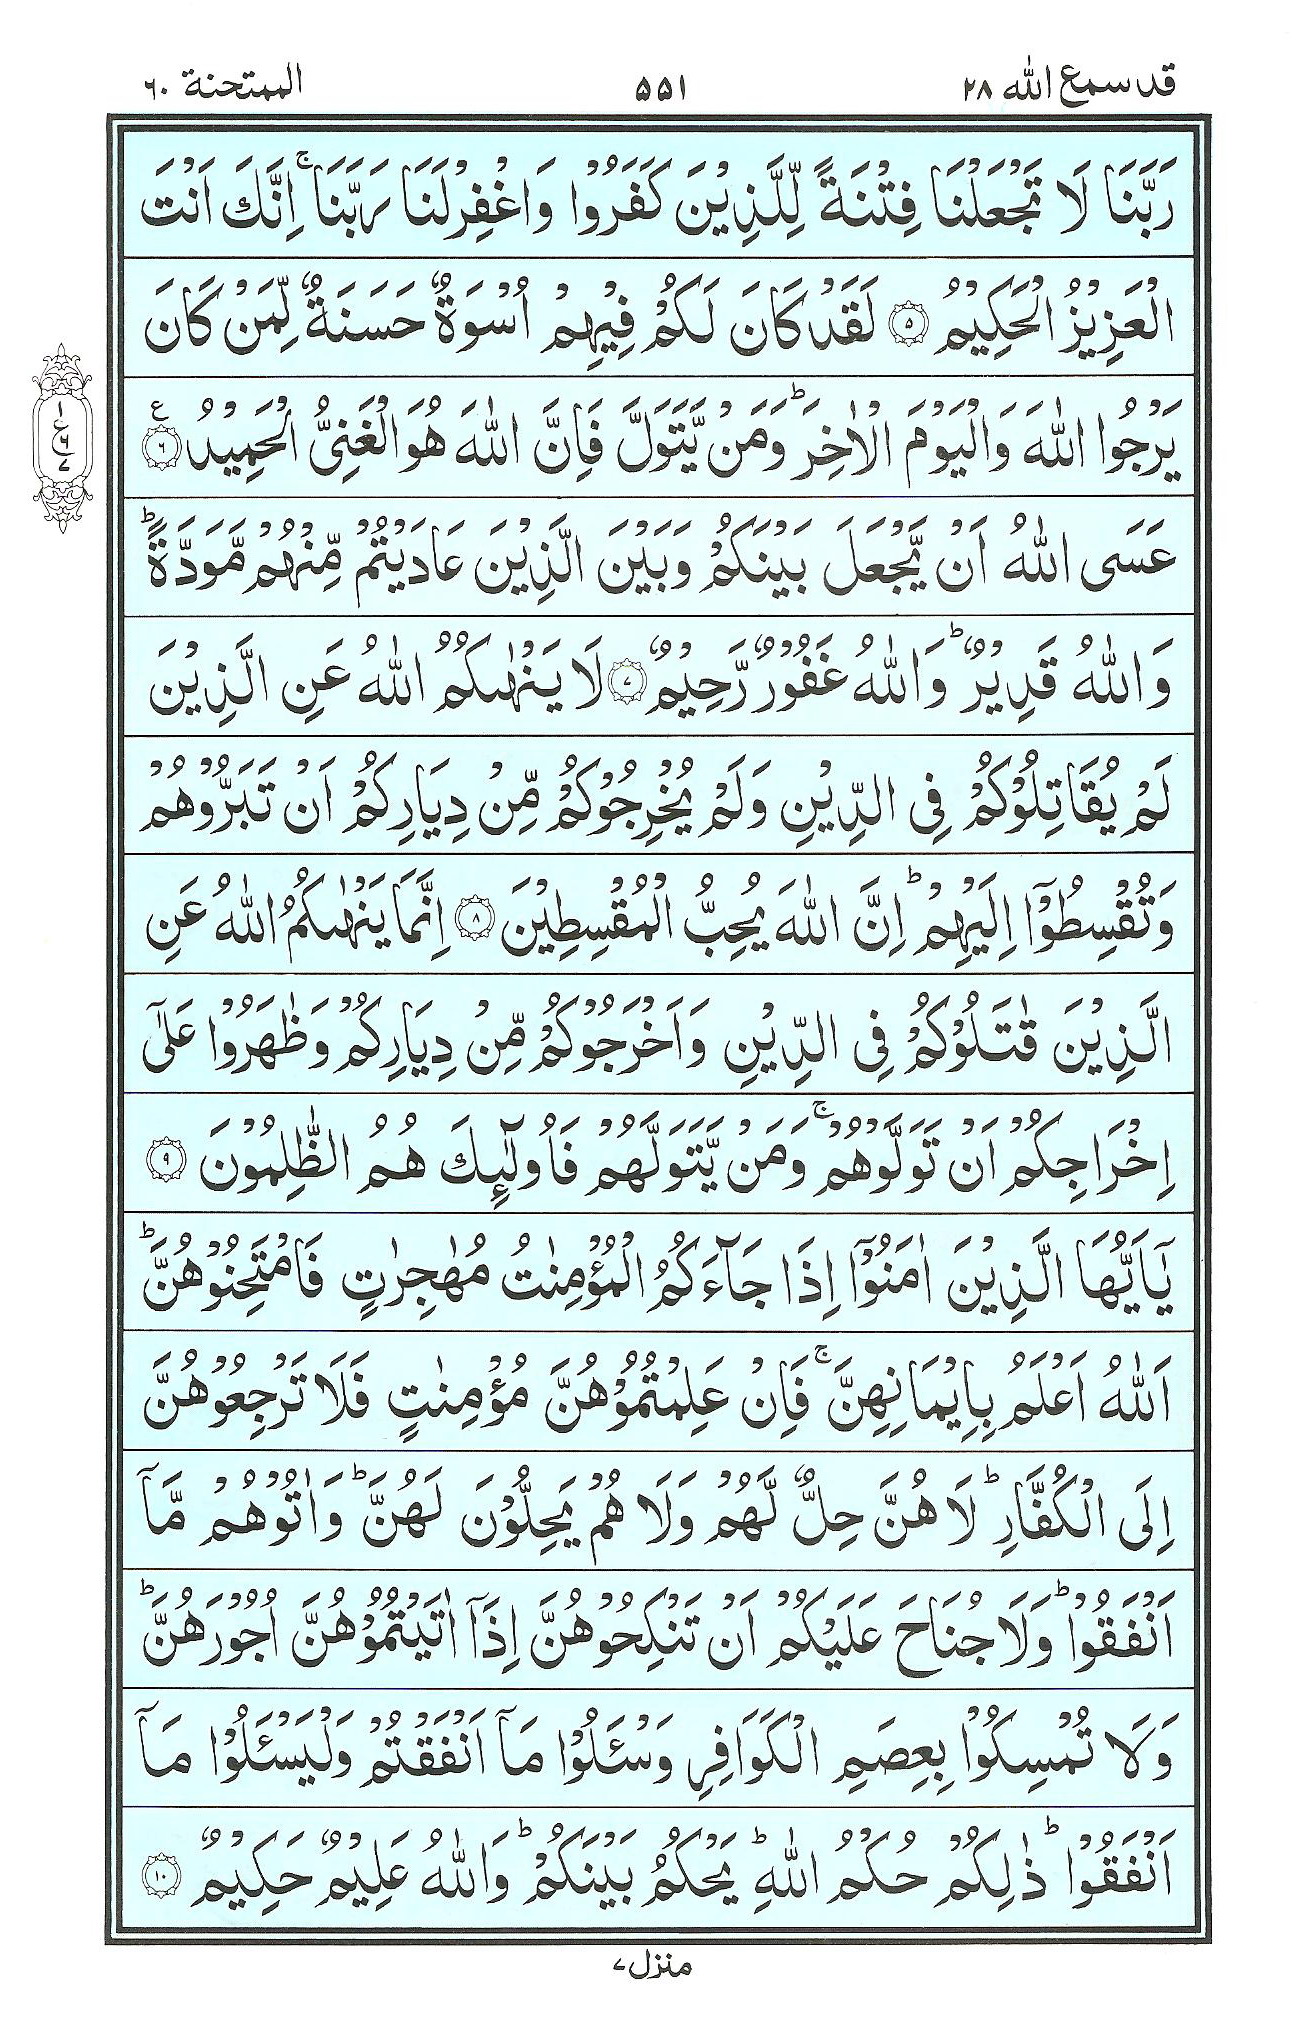 قد سمع الله ٢٨
٥٥١
الممتحنة ٦٠
رَبَّنَا لَا تَجْعَلْنَا فِتْنَةً لِّلَّذِيْنَ كَفَرُوْا وَاغْفِرْ لَنَا رَبَّنَا ۚ اِنَّكَ اَنْتَ
الْعَزِيْزُ الْحَكِيْمُ ۝٥ لَقَدْ كَانَ لَكُمْ فِيْهِمْ اُسْوَةٌ حَسَنَةٌ لِّمَنْ كَانَ
يَرْجُوا اللّٰهَ وَالْيَوْمَ الْاٰخِرَ ؕ وَمَنْ يَّتَوَلَّ فَاِنَّ اللّٰهَ هُوَ الْغَنِىُّ الْحَمِيْدُ ۝٦ ع
ع ١ ٦ ٧
عَسَى اللّٰهُ اَنْ يَّجْعَلَ بَيْنَكُمْ وَبَيْنَ الَّذِيْنَ عَادَيْتُمْ مِّنْهُمْ مَّوَدَّةً ؕ
وَاللّٰهُ قَدِيْرٌ ؕ وَاللّٰهُ غَفُوْرٌ رَّحِيْمٌ ۝٧ لَا يَنْهٰىكُمُ اللّٰهُ عَنِ الَّذِيْنَ
لَمْ يُقَاتِلُوْكُمْ فِى الدِّيْنِ وَلَمْ يُخْرِجُوْكُمْ مِّنْ دِيَارِكُمْ اَنْ تَبَرُّوْهُمْ
وَتُقْسِطُوْۤا اِلَيْهِمْ ؕ اِنَّ اللّٰهَ يُحِبُّ الْمُقْسِطِيْنَ ۝٨ اِنَّمَا يَنْهٰىكُمُ اللّٰهُ عَنِ
الَّذِيْنَ قٰتَلُوْكُمْ فِى الدِّيْنِ وَاَخْرَجُوْكُمْ مِّنْ دِيَارِكُمْ وَظٰهَرُوْا عَلٰۤى
اِخْرَاجِكُمْ اَنْ تَوَلَّوْهُمْ ۚ وَمَنْ يَّتَوَلَّهُمْ فَاُولٰٓئِكَ هُمُ الظّٰلِمُوْنَ ۝٩
يٰۤاَيُّهَا الَّذِيْنَ اٰمَنُوْۤا اِذَا جَآءَكُمُ الْمُؤْمِنٰتُ مُهٰجِرٰتٍ فَامْتَحِنُوْهُنَّ ؕ
اَللّٰهُ اَعْلَمُ بِاِيْمَانِهِنَّ ۚ فَاِنْ عَلِمْتُمُوْهُنَّ مُؤْمِنٰتٍ فَلَا تَرْجِعُوْهُنَّ
اِلَى الْكُفَّارِ ؕ لَا هُنَّ حِلٌّ لَّهُمْ وَلَا هُمْ يَحِلُّوْنَ لَهُنَّ ؕ وَاٰتُوْهُمْ مَّاۤ
اَنْفَقُوْا ؕ وَلَا جُنَاحَ عَلَيْكُمْ اَنْ تَنْكِحُوْهُنَّ اِذَاۤ اٰتَيْتُمُوْهُنَّ اُجُوْرَهُنَّ ؕ
وَلَا تُمْسِكُوْا بِعِصَمِ الْكَوَافِرِ وَسْئَلُوْا مَاۤ اَنْفَقْتُمْ وَلْيَسْئَلُوْا مَاۤ
اَنْفَقُوْا ؕ ذٰلِكُمْ حُكْمُ اللّٰهِ ؕ يَحْكُمُ بَيْنَكُمْ ؕ وَاللّٰهُ عَلِيْمٌ حَكِيْمٌ ۝١٠
منزل ٧